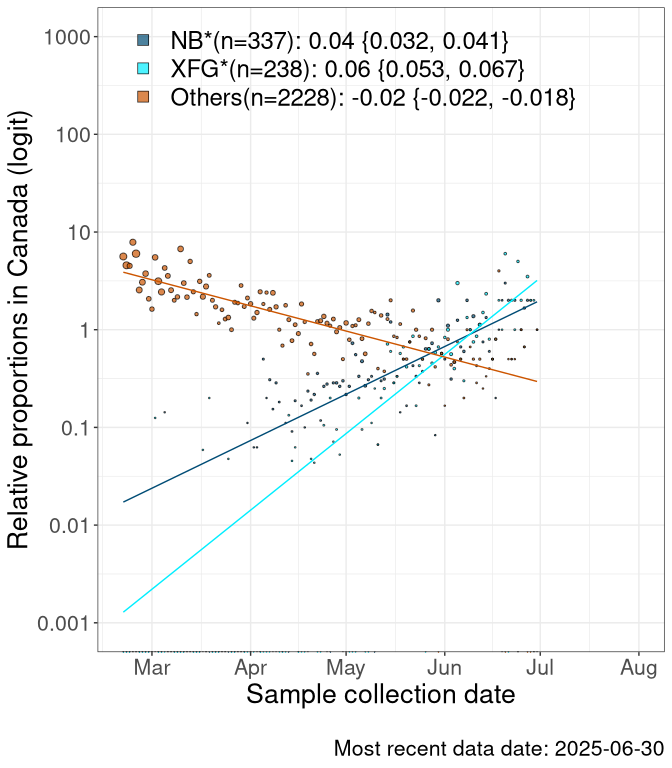 NB*(n=337): 0.04 {0.032, 0.041}
XFG*(n=238): 0.06 {0.053, 0.067}
Others(n=2228): -0.02 {-0.022, -0.018}
Relative proportions in Canada (logit)
1000
100
10
1
0.1
0.01
0.001
Mar Apr May Jun Jul Aug
Sample collection date
Most recent data date: 2025-06-30